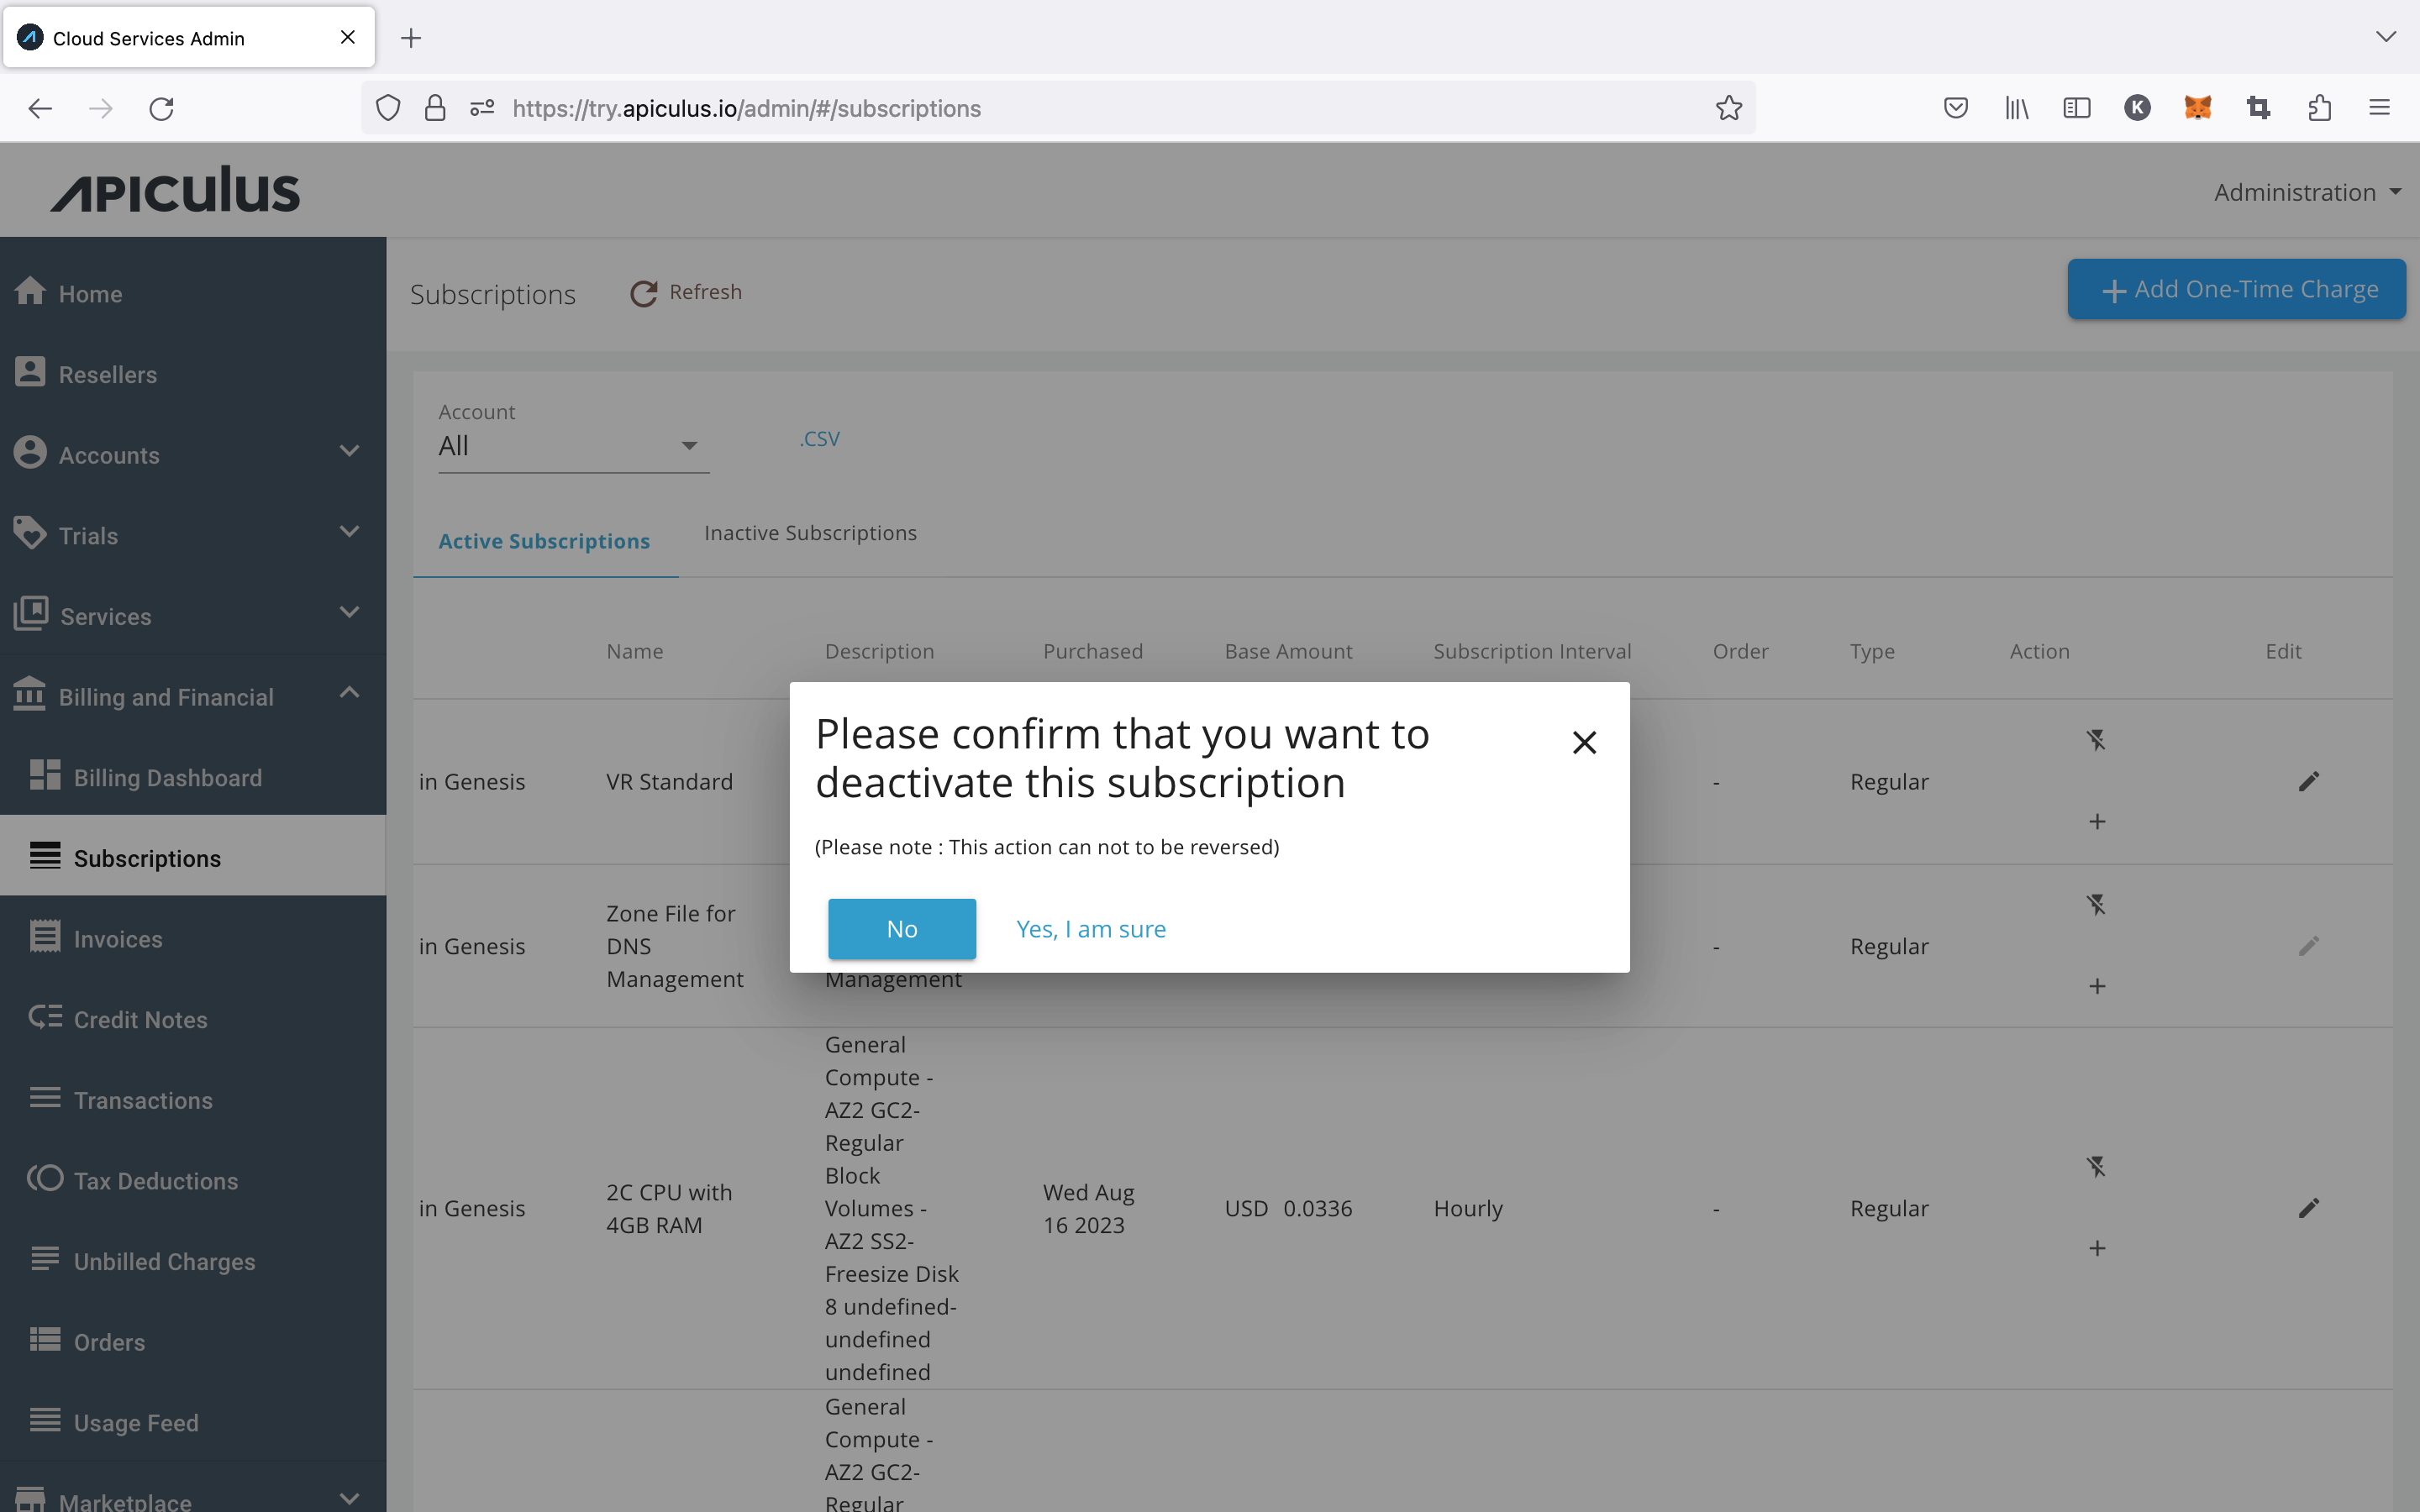 Cloud Services Admin
https://try.apiculus.io/admin/#/subscriptions
K
APICULUS
Administration
Home
Resellers
Accounts
Trials
Services
Billing and Financial
Billing Dashboard
Subscriptions
Invoices
Credit Notes
Transactions
Tax Deductions
Unbilled Charges
Orders
Usage Feed
Marketplace
Subscriptions
Refresh
Add One-Time Charge
Account
All
.CSV
Active Subscriptions
Inactive Subscriptions
Name Description Purchased Base Amount Subscription Interval Order Type Action Edit
in Genesis VR Standard - Regular
Please confirm that you want to
deactivate this subscription
(Please note : This action can not to be reversed)
No
Yes, I am sure
Zone File for
in Genesis DNS - Regular
Management Management
General
Compute -
AZ2 GC2-
Regular
Block
2C CPU with Wed Aug
in Genesis Volumes - USD 0.0336 Hourly - Regular
4GB RAM 16 2023
AZ2 SS2-
Freesize Disk
8 undefined-
undefined
undefined
General
Compute -
AZ2 GC2-
Regular